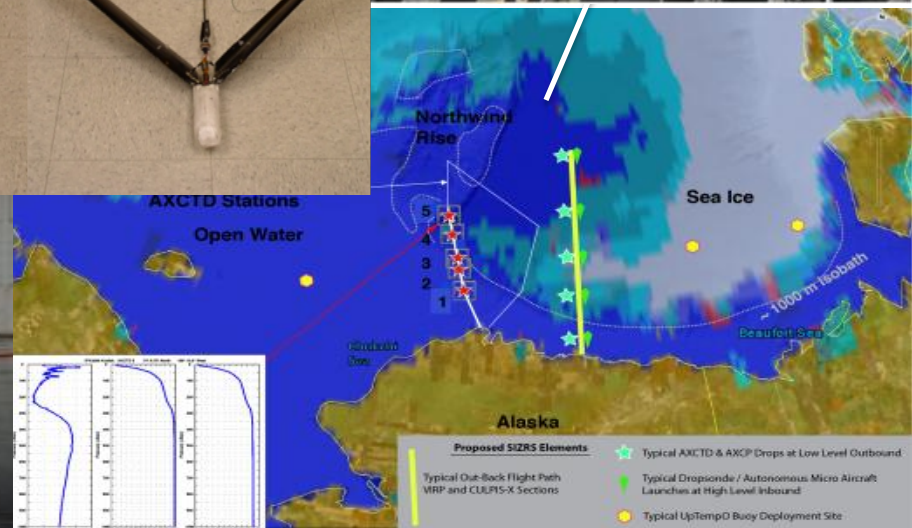 Northwind
Rise
AXCTD Stations
Open Water
Sea Ice
5
4
3
2
1
~ 1000 m isobath
Beaufort Sea
Chukchi
Sea
Alaska
Proposed SIZRS Elements
Typical Out-Back Flight Path
VIRP and CULPIS-X Sections
Typical AXCTD & AXCP Drops at Low Level Outbound
Typical Dropsonde / Autonomous Micro Aircraft
Launches at High Level Inbound
Typical UpTempO Buoy Deployment Site